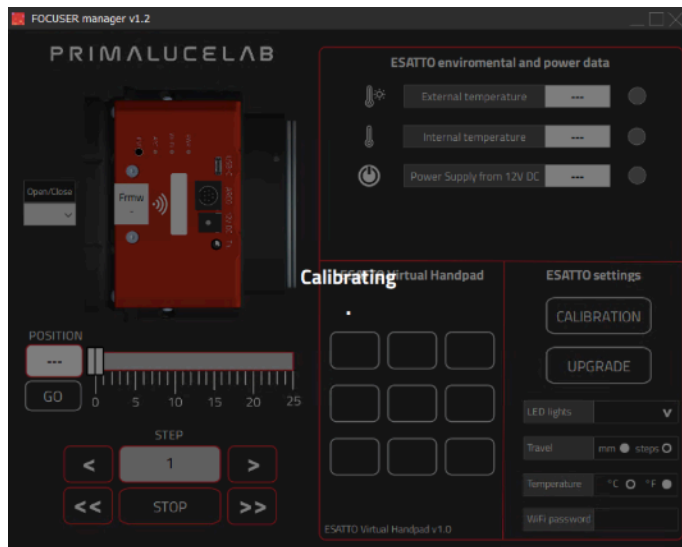 FOCUSER manager v1.2
PRIMALUCELAB
Open/Close
Frmw
-
POSITION
---
GO
0 5 10 15 20 25
STEP
< 1 >
<< STOP >>
ESATTO enviromental and power data
External temperature ---
Internal temperature ---
Power Supply from 12V DC ---
Calibrating
.
ESATTO Virtual Handpad
ESATTO Virtual Handpad v1.0
ESATTO settings
CALIBRATION
UPGRADE
LED lights
Travel mm steps
Temperature °C °F
WiFi password